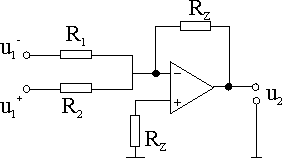 R_Z
R_1
u_1^-
−
u_1^+
R_2
+
u_2
R_Z